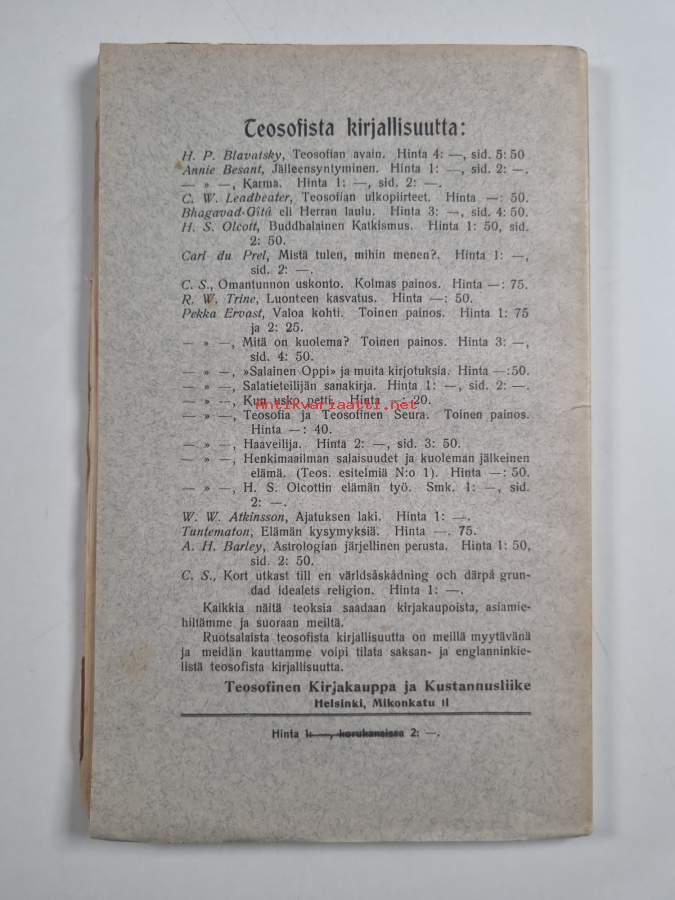 Teosofista kirjallisuutta:
H. P. Blavatsky, Teosofian avain. Hinta 4: —, sid. 5: 50
Annie Besant, Jälleensyntyminen. Hinta 1: —, sid. 2: —.
— » —, Karma. Hinta 1: —, sid. 2: —.
C. W. Leadbeater, Teosofian ulkopiirteet. Hinta —: 50.
Bhagavad-Gîtâ eli Herran laulu. Hinta 3: —, sid. 4: 50.
H. S. Olcott, Buddhalainen Katkismus. Hinta 1: 50, sid.
2: 50.
Carl du Prel, Mistä tulen, mihin menen?. Hinta 1: —,
sid. 2: —.
C. S., Omantunnon uskonto. Kolmas painos. Hinta —: 75.
R. W. Trine, Luonteen kasvatus. Hinta —: 50.
Pekka Ervast, Valoa kohti. Toinen painos. Hinta 1: 75
ja 2: 25.
— » —, Mitä on kuolema? Toinen painos. Hinta 3: —,
sid. 4: 50.
— » —, »Salainen Oppi» ja muita kirjotuksia. Hinta —:50.
— » —, Salatieteilijän sanakirja. Hinta 1: —, sid. 2: —.
— » —, Kun usko petti. Hinta —: 20.
Antikvariaatti.net
— » —, Teosofia ja Teosofinen Seura. Toinen painos.
Hinta —: 40.
— » —, Haaveilija. Hinta 2: —, sid. 3: 50.
— » —, Henkimaailman salaisuudet ja kuoleman jälkeinen
elämä. (Teos. esitelmiä N:o 1). Hinta —: 50.
— » —, H. S. Olcottin elämän työ. Smk. 1: —, sid.
2: —.
W. W. Atkinsson, Ajatuksen laki. Hinta 1: —.
Tuntematon, Elämän kysymyksiä. Hinta —. 75.
A. H. Barley, Astrologian järjellinen perusta. Hinta 1: 50,
sid. 2: 50.
C. S., Kort utkast till en världsåskådning och därpå grun-
dad idealets religion. Hinta 1: —.
Kaikkia näitä teoksia saadaan kirjakaupoista, asiamie-
hiltämme ja suoraan meiltä.
Ruotsalaista teosofista kirjallisuutta on meillä myytävänä
ja meidän kauttamme voipi tilata saksan- ja englanninkie-
listä teosofista kirjallisuutta.
Teosofinen Kirjakauppa ja Kustannusliike
Helsinki, Mikonkatu 11
Hinta 1: —, korukansissa 2: —.